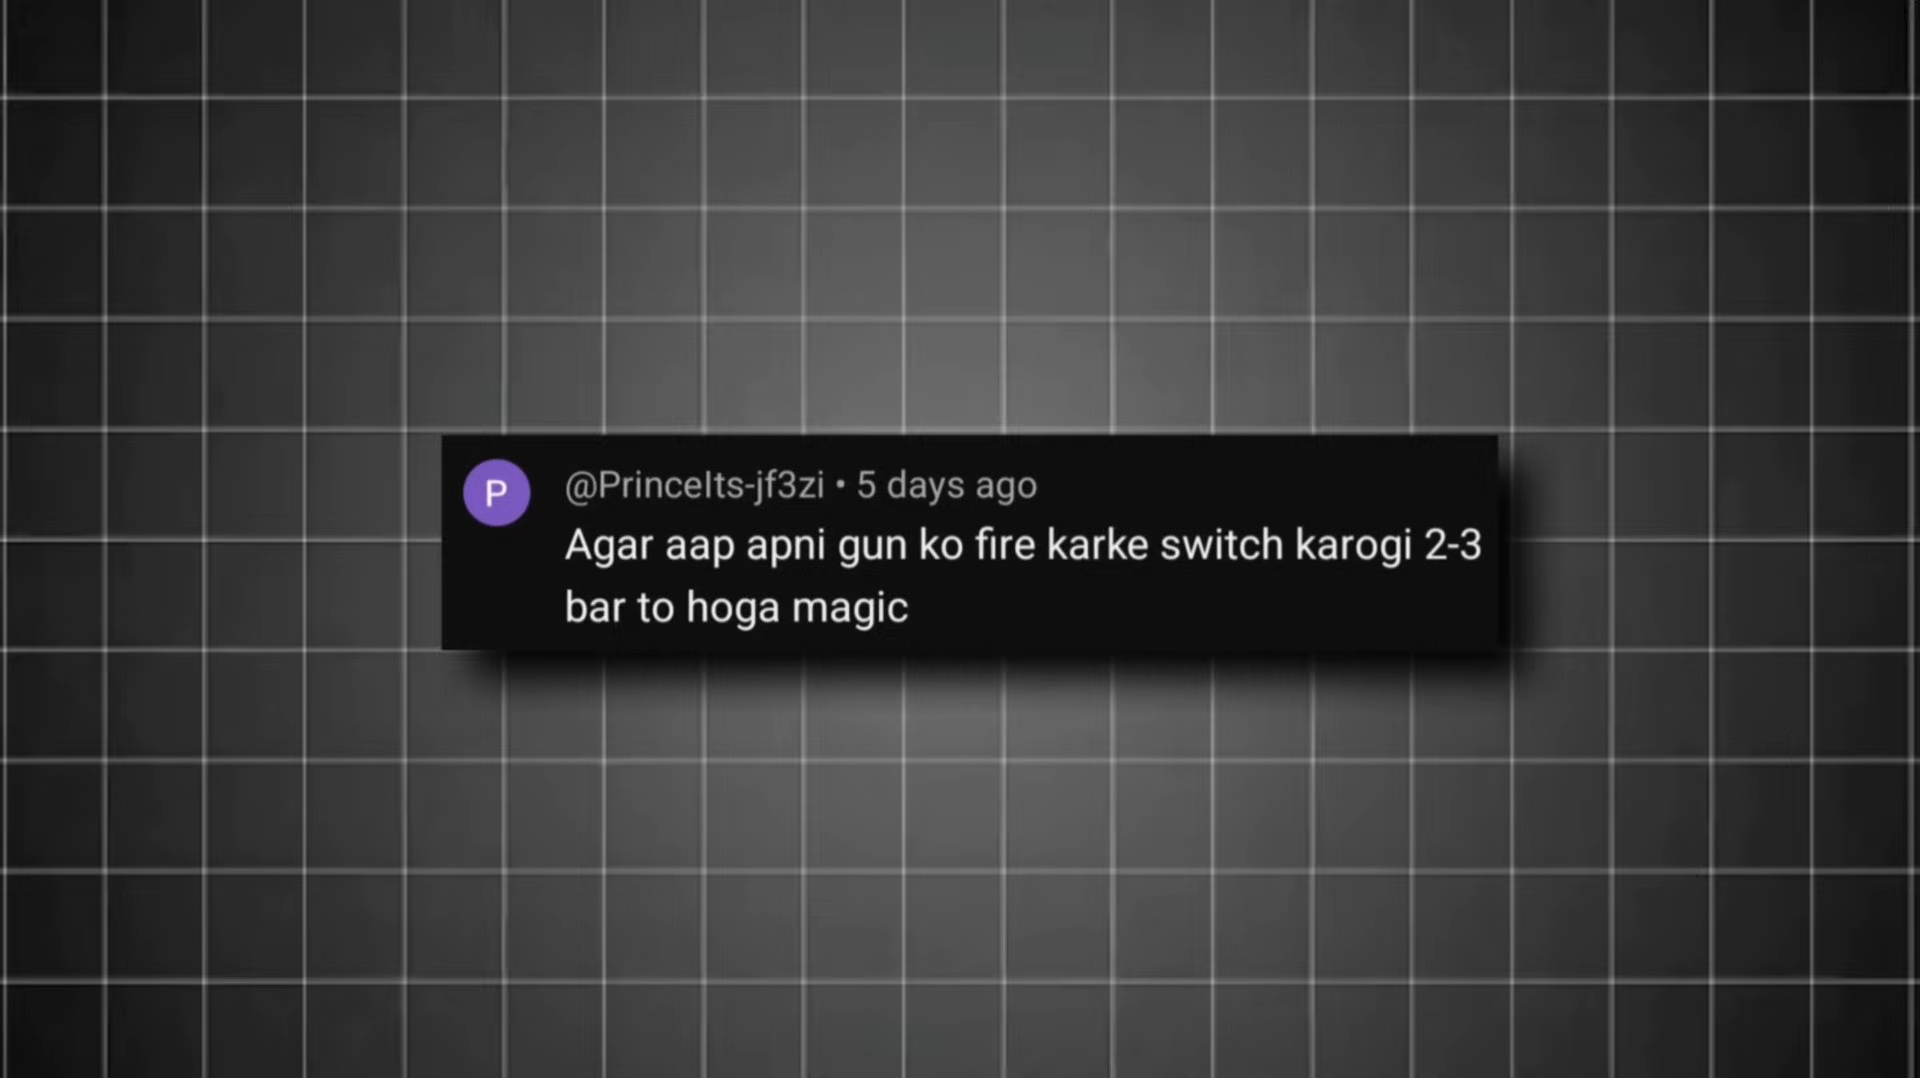 P
@PrinceIts-jf3zi • 5 days ago
Agar aap apni gun ko fire karke switch karogi 2-3
bar to hoga magic